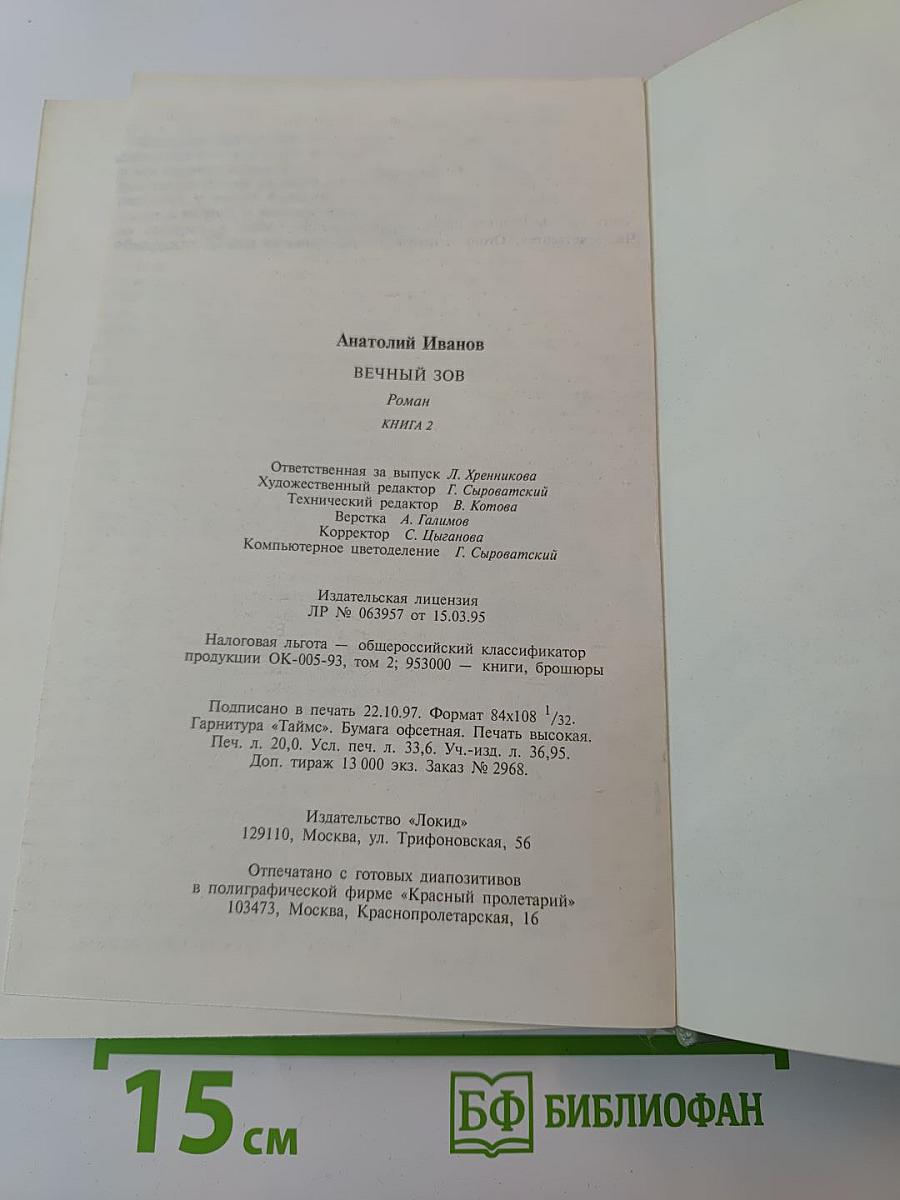 Анатолий Иванов
ВЕЧНЫЙ ЗОВ
Роман
КНИГА 2
Ответственная за выпуск Л. Хренникова
Художественный редактор Г. Сыроватский
Технический редактор В. Котова
Верстка А. Галимов
Корректор С. Цыганова
Компьютерное цветоделение Г. Сыроватский
Издательская лицензия
ЛР № 063957 от 15.03.95
Налоговая льгота — общероссийский классификатор
продукции ОК-005-93, том 2; 953000 — книги, брошюры
Подписано в печать 22.10.97. Формат 84х108 1/32.
Гарнитура «Таймс». Бумага офсетная. Печать высокая.
Печ. л. 20,0. Усл. печ. л. 33,6. Уч.-изд. л. 36,95.
Доп. тираж 13 000 экз. Заказ № 2968.
Издательство «Локид»
129110, Москва, ул. Трифоновская, 56
Отпечатано с готовых диапозитивов
в полиграфической фирме «Красный пролетарий»
103473, Москва, Краснопролетарская, 16
15 см
БФ БИБЛИОФАН